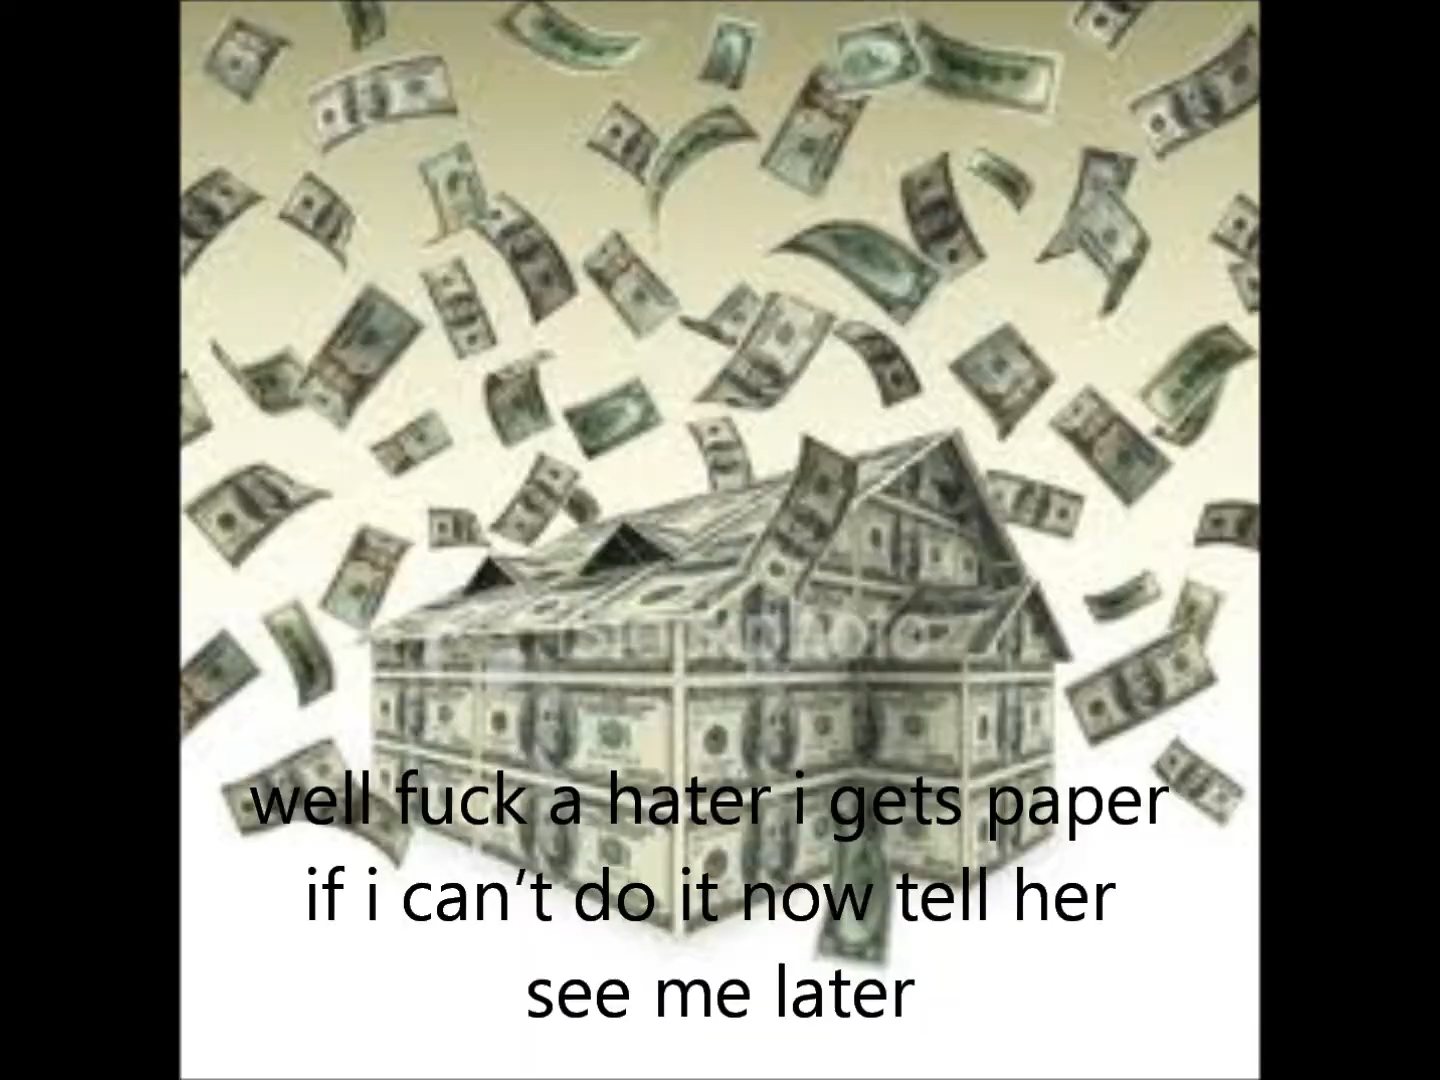 well fuck a hater i gets paper
if i can’t do it now tell her
see me later